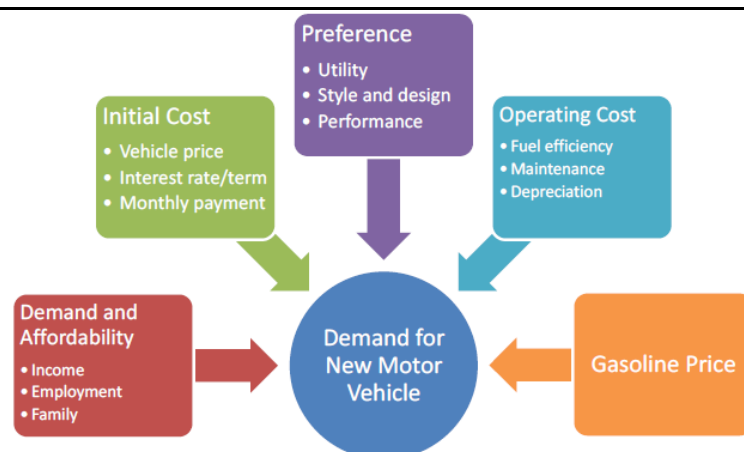 Preference
• Utility
• Style and design
• Performance
Initial Cost
• Vehicle price
• Interest rate/term
• Monthly payment
Operating Cost
• Fuel efficiency
• Maintenance
• Depreciation
Demand and
Affordability
• Income
• Employment
• Family
Demand for
New Motor
Vehicle
Gasoline Price